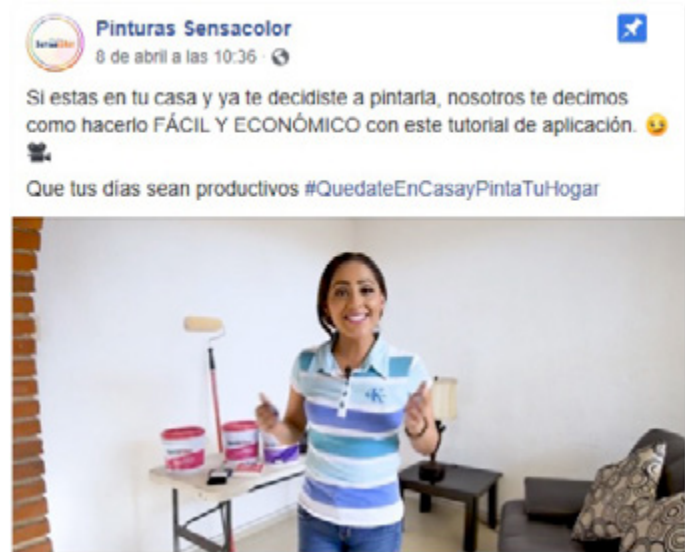 Pinturas Sensacolor
8 de abril a las 10:36 ·
Si estas en tu casa y ya te decidiste a pintarla, nosotros te decimos
como hacerlo FÁCIL Y ECONÓMICO con este tutorial de aplicación.
Que tus días sean productivos #QuedateEnCasayPintaTuHogar